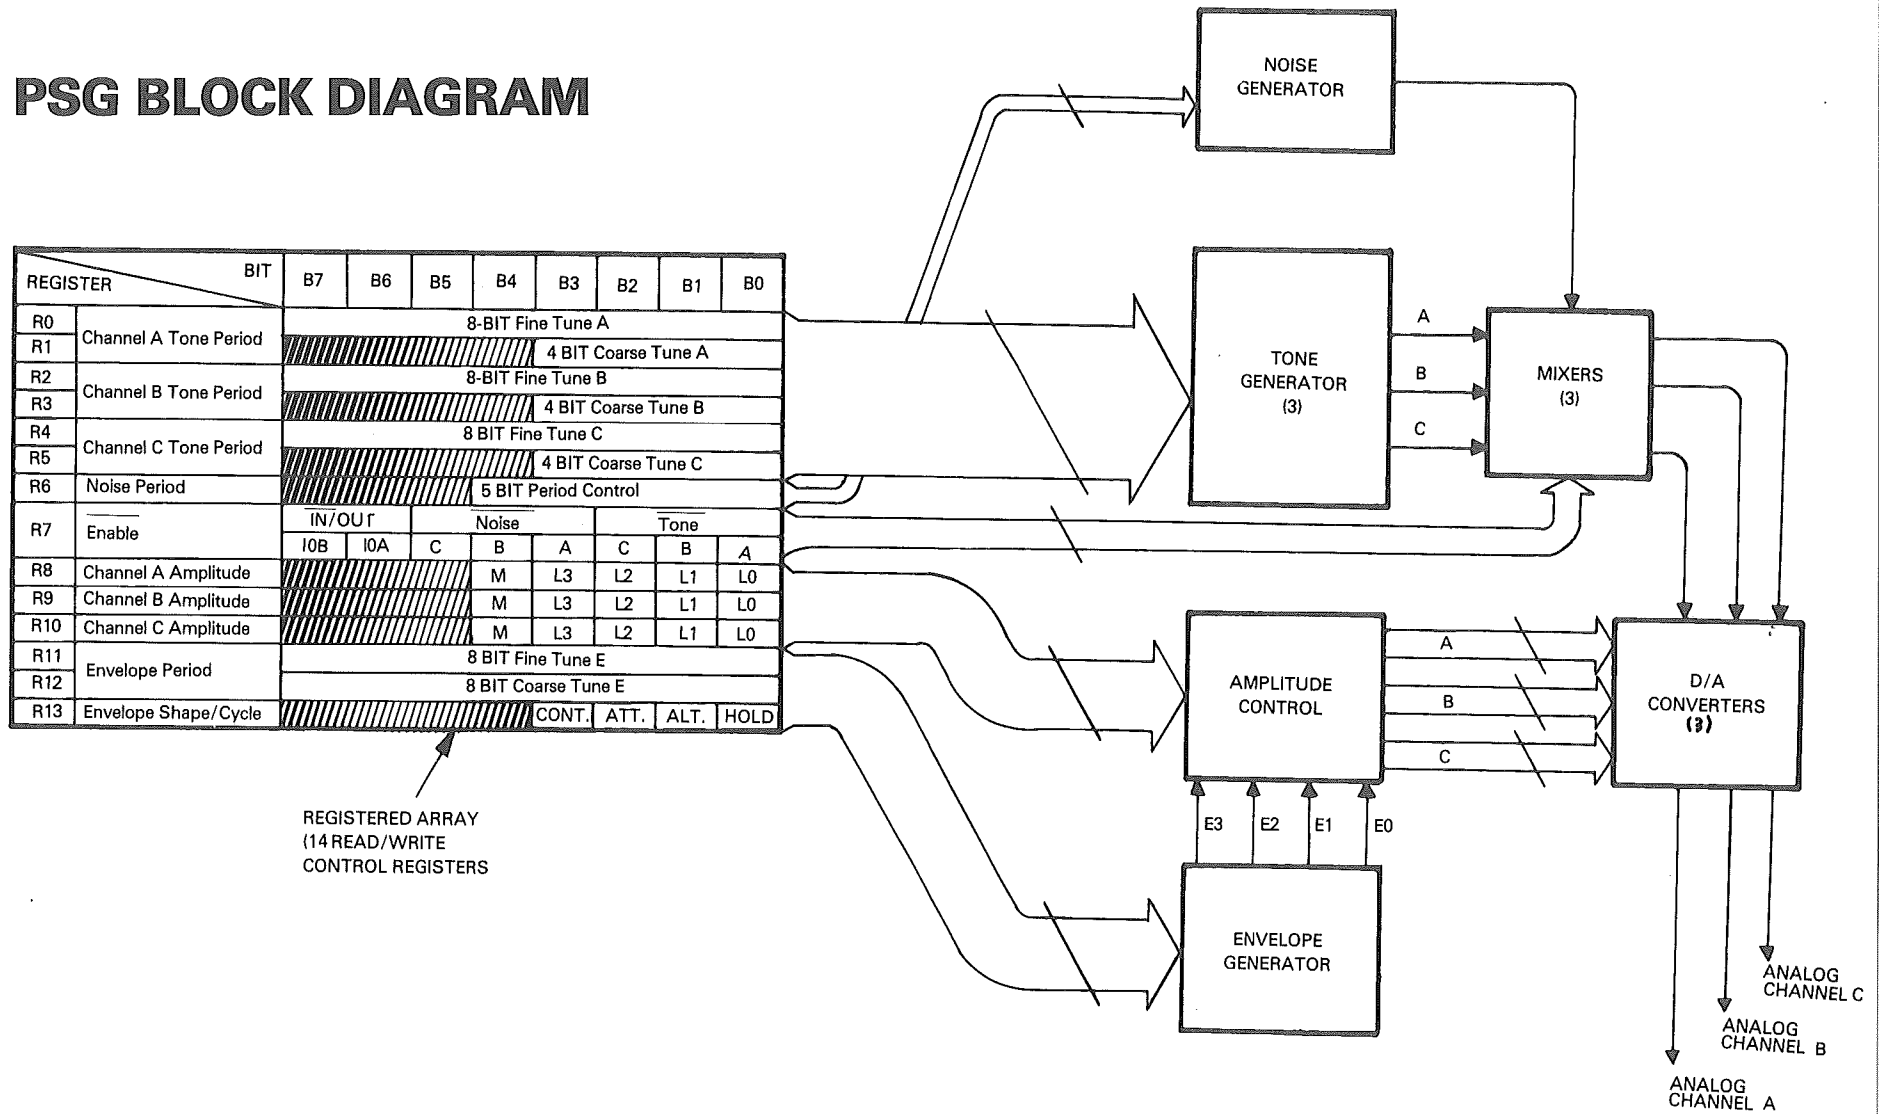 PSG BLOCK DIAGRAM
NOISE
GENERATOR
BIT
REGISTER
B7 B6 B5 B4 B3 B2 B1 B0
R0
Channel A Tone Period
8-BIT Fine Tune A
R1
4 BIT Coarse Tune A
R2
Channel B Tone Period
8-BIT Fine Tune B
R3
4 BIT Coarse Tune B
R4
Channel C Tone Period
8 BIT Fine Tune C
R5
4 BIT Coarse Tune C
R6 Noise Period 5 BIT Period Control
R7 Enable
IN/OUT Noise Tone
IOB IOA C B A C B A
R8 Channel A Amplitude M L3 L2 L1 L0
R9 Channel B Amplitude M L3 L2 L1 L0
R10 Channel C Amplitude M L3 L2 L1 L0
R11
Envelope Period
8 BIT Fine Tune E
R12
8 BIT Coarse Tune E
R13 Envelope Shape/Cycle CONT. ATT. ALT. HOLD
REGISTERED ARRAY
(14 READ/WRITE
CONTROL REGISTERS
TONE
GENERATOR
(3)
A
B
C
MIXERS
(3)
AMPLITUDE
CONTROL
A
B
C
D/A
CONVERTERS
(3)
E3 E2 E1 E0
ENVELOPE
GENERATOR
ANALOG
CHANNEL C
ANALOG
CHANNEL B
ANALOG
CHANNEL A